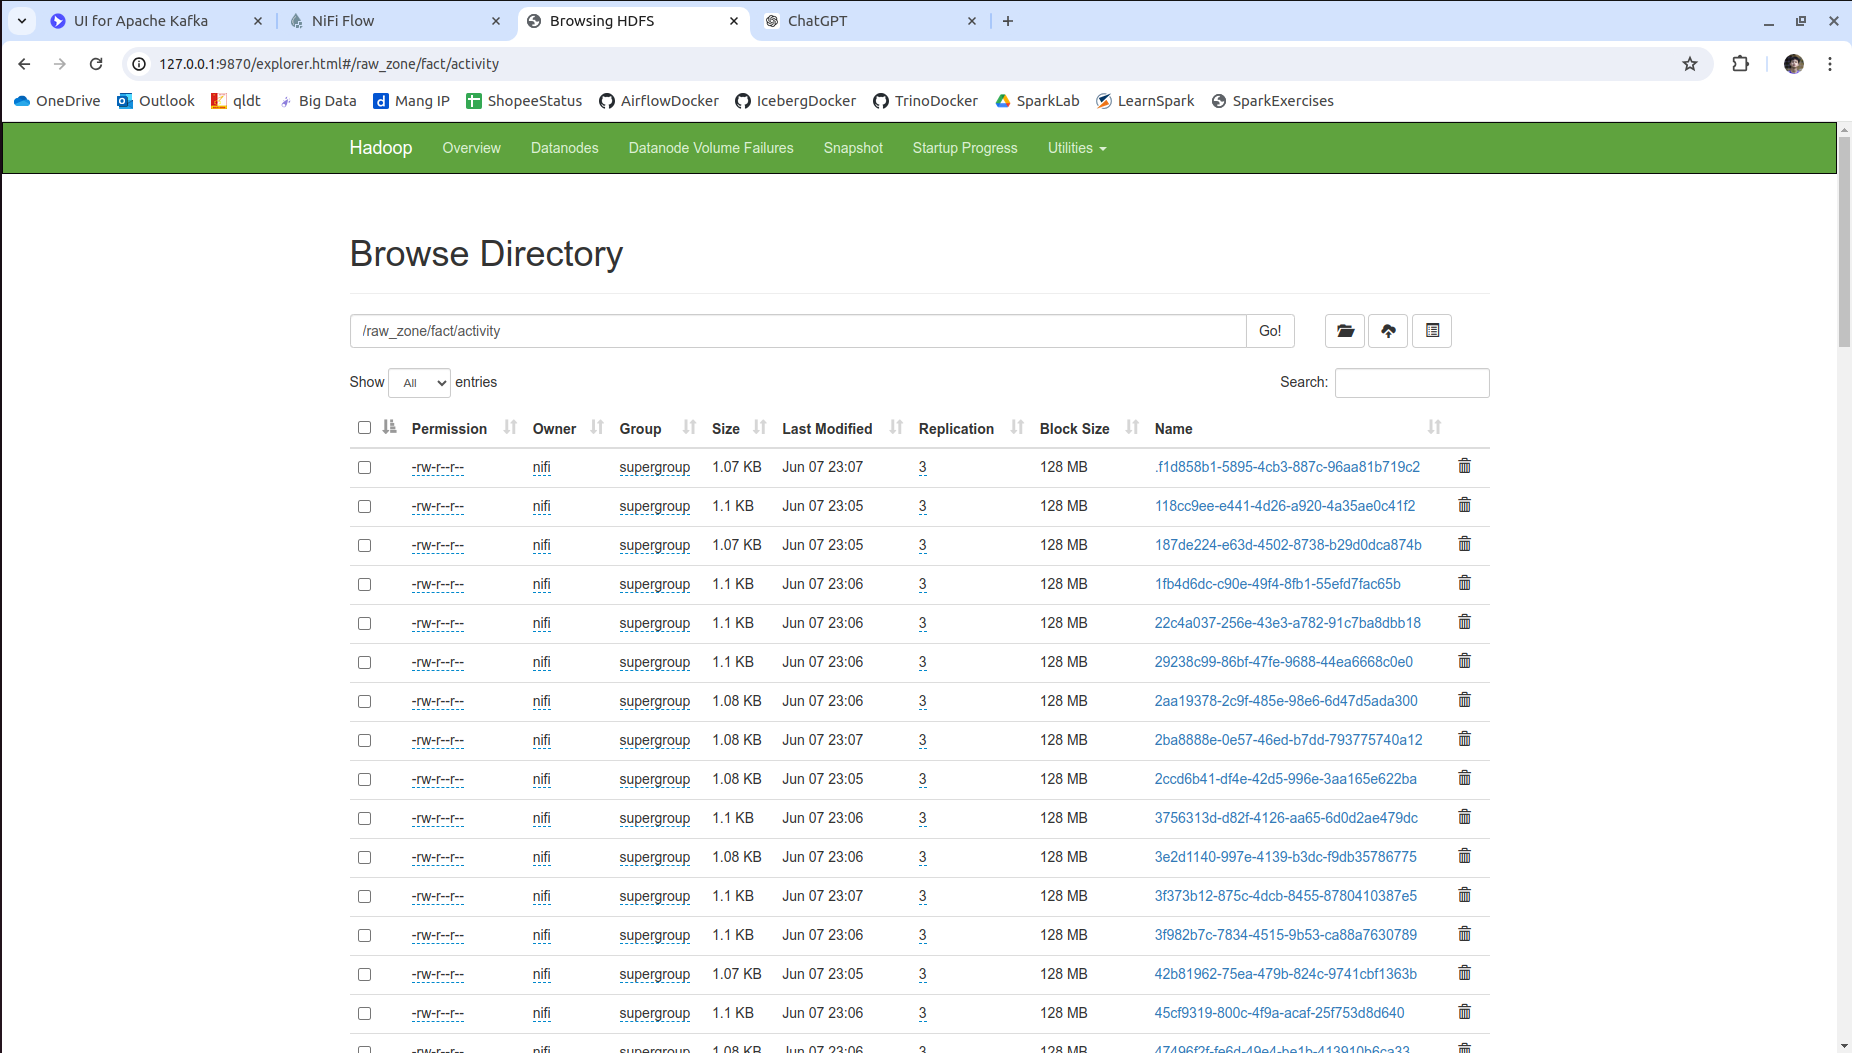 UI for Apache Kafka
NiFi Flow
Browsing HDFS
ChatGPT
127.0.0.1:9870/explorer.html#/raw_zone/fact/activity
OneDrive Outlook qldt Big Data Mang IP ShopeeStatus AirflowDocker IcebergDocker TrinoDocker SparkLab LearnSpark SparkExercises
Hadoop Overview Datanodes Datanode Volume Failures Snapshot Startup Progress Utilities
Browse Directory
/raw_zone/fact/activity Go!
Show All entries Search:
Permission Owner Group Size Last Modified Replication Block Size Name
-rw-r--r-- nifi supergroup 1.07 KB Jun 07 23:07 3 128 MB .f1d858b1-5895-4cb3-887c-96aa81b719c2
-rw-r--r-- nifi supergroup 1.1 KB Jun 07 23:05 3 128 MB 118cc9ee-e441-4d26-a920-4a35ae0c41f2
-rw-r--r-- nifi supergroup 1.07 KB Jun 07 23:05 3 128 MB 187de224-e63d-4502-8738-b29d0dca874b
-rw-r--r-- nifi supergroup 1.1 KB Jun 07 23:06 3 128 MB 1fb4d6dc-c90e-49f4-8fb1-55efd7fac65b
-rw-r--r-- nifi supergroup 1.1 KB Jun 07 23:06 3 128 MB 22c4a037-256e-43e3-a782-91c7ba8dbb18
-rw-r--r-- nifi supergroup 1.1 KB Jun 07 23:06 3 128 MB 29238c99-86bf-47fe-9688-44ea6668c0e0
-rw-r--r-- nifi supergroup 1.08 KB Jun 07 23:06 3 128 MB 2aa19378-2c9f-485e-98e6-6d47d5ada300
-rw-r--r-- nifi supergroup 1.08 KB Jun 07 23:07 3 128 MB 2ba8888e-0e57-46ed-b7dd-793775740a12
-rw-r--r-- nifi supergroup 1.08 KB Jun 07 23:05 3 128 MB 2ccd6b41-df4e-42d5-996e-3aa165e622ba
-rw-r--r-- nifi supergroup 1.1 KB Jun 07 23:06 3 128 MB 3756313d-d82f-4126-aa65-6d0d2ae479dc
-rw-r--r-- nifi supergroup 1.08 KB Jun 07 23:06 3 128 MB 3e2d1140-997e-4139-b3dc-f9db35786775
-rw-r--r-- nifi supergroup 1.1 KB Jun 07 23:07 3 128 MB 3f373b12-875c-4dcb-8455-8780410387e5
-rw-r--r-- nifi supergroup 1.1 KB Jun 07 23:06 3 128 MB 3f982b7c-7834-4515-9b53-ca88a7630789
-rw-r--r-- nifi supergroup 1.07 KB Jun 07 23:05 3 128 MB 42b81962-75ea-479b-824c-9741cbf1363b
-rw-r--r-- nifi supergroup 1.1 KB Jun 07 23:06 3 128 MB 45cf9319-800c-4f9a-acaf-25f753d8d640
-rw-r--r-- nifi supergroup 1.08 KB Jun 07 23:06 3 128 MB 47496f2f-fe6d-49e4-be1b-413910b6ca33